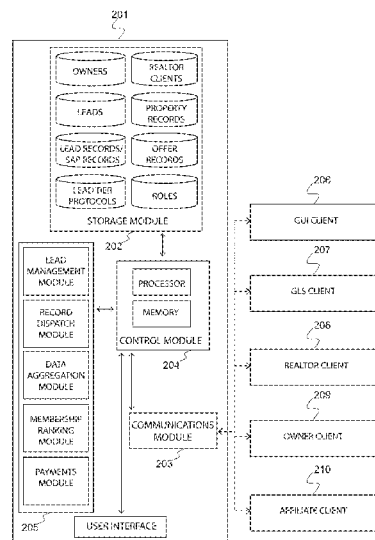 201
OWNERS
REALTOR
CLIENTS
LEADS
PROPERTY
RECORDS
LEAD RECORDS/
SAP RECORDS
OFFER
RECORDS
LEAD TIER
PROTOCOLS
ROLES
STORAGE MODULE
202
LEAD
MANAGEMENT
MODULE
RECORD
DISPATCH
MODULE
DATA
AGGREGATION
MODULE
MEMBERSHIP
RANKING
MODULE
PAYMENTS
MODULE
205
PROCESSOR
MEMORY
CONTROL MODULE
204
COMMUNICATIONS
MODULE
203
USER INTERFACE
206
GUI CLIENT
207
GLS CLIENT
208
REALTOR CLIENT
209
OWNER CLIENT
210
AFFILIATE CLIENT